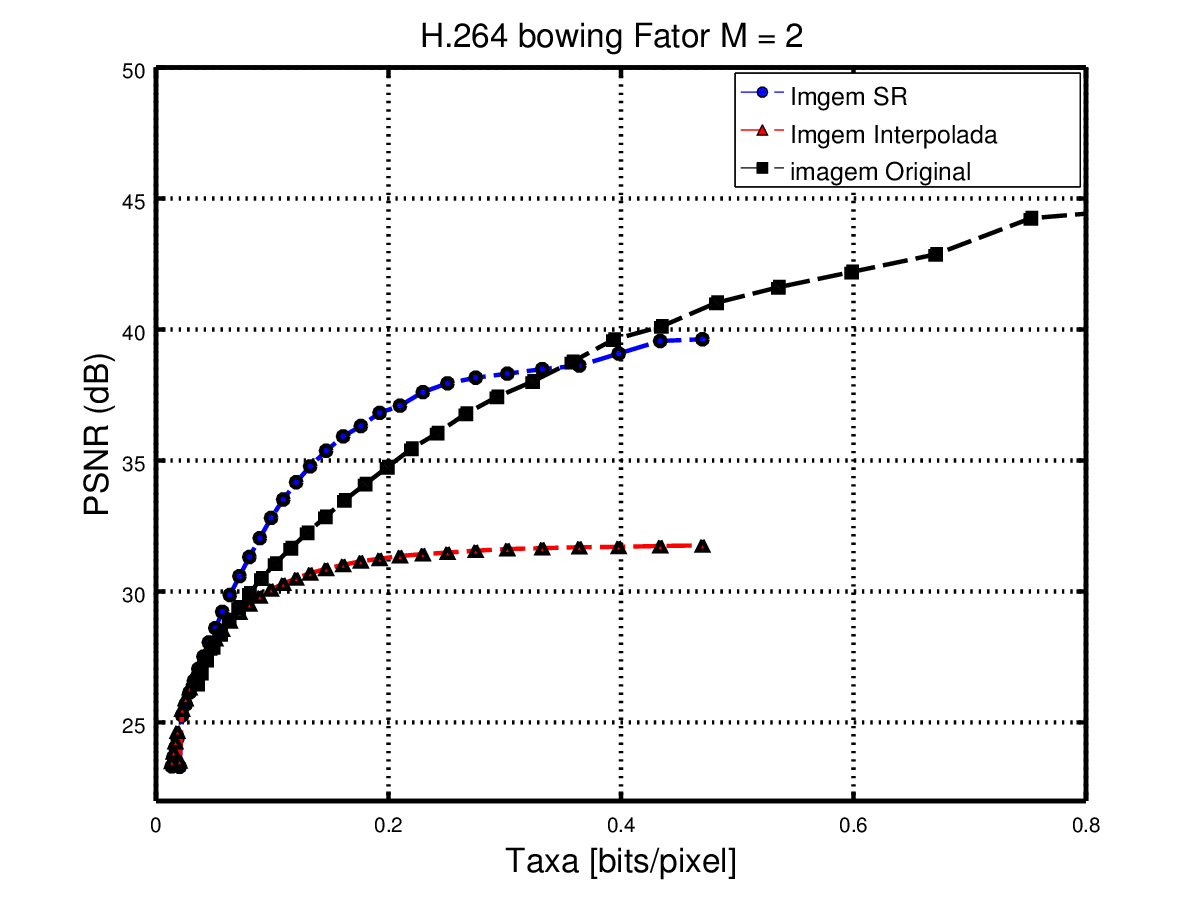 H.264 bowing Fator M = 2
Imgem SR
Imgem Interpolada
imagem Original
PSNR (dB)
50
45
40
35
30
25
0
0.2
0.4
0.6
0.8
Taxa [bits/pixel]